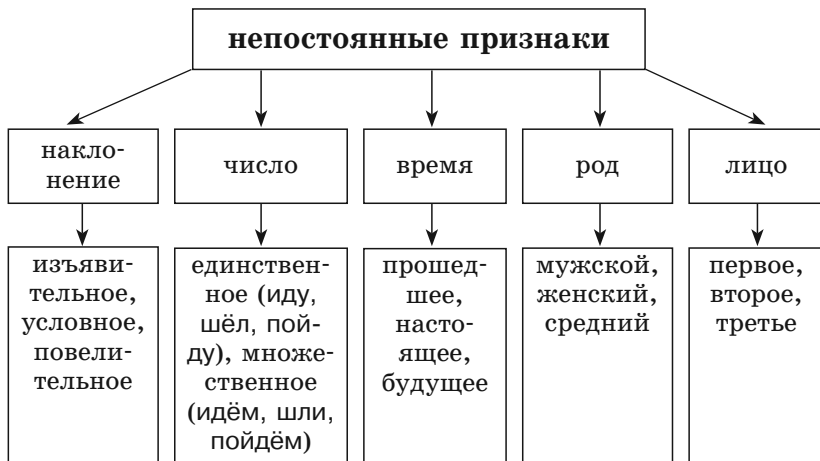 непостоянные признаки
накло-
нение
число
время
род
лицо
изъяви-
тельное,
условное,
повели-
тельное
единствен-
ное (иду,
шёл, пой-
ду), множе-
ственное
(идём, шли,
пойдём)
прошед-
шее,
насто-
ящее,
будущее
мужской,
женский,
средний
первое,
второе,
третье